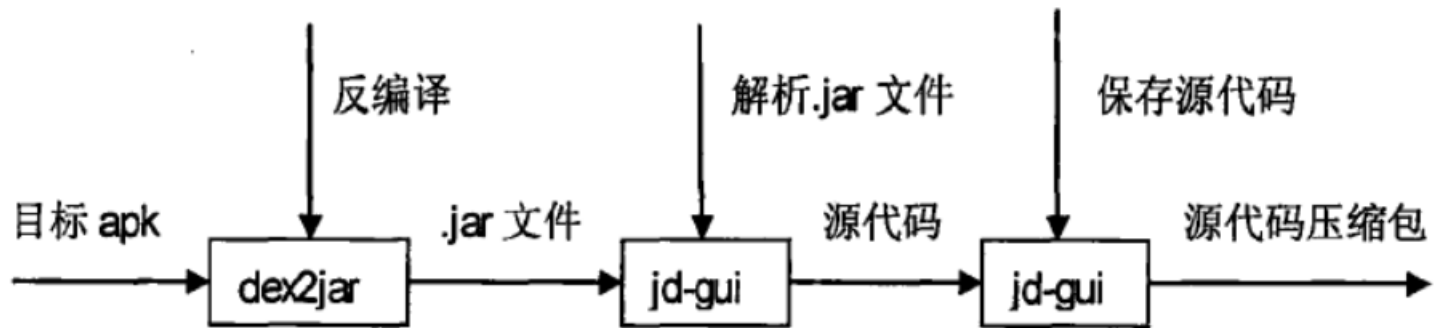 反编译
解析.jar 文件
保存源代码
目标 apk
.jar 文件
源代码
源代码压缩包
dex2jar
jd-gui
jd-gui